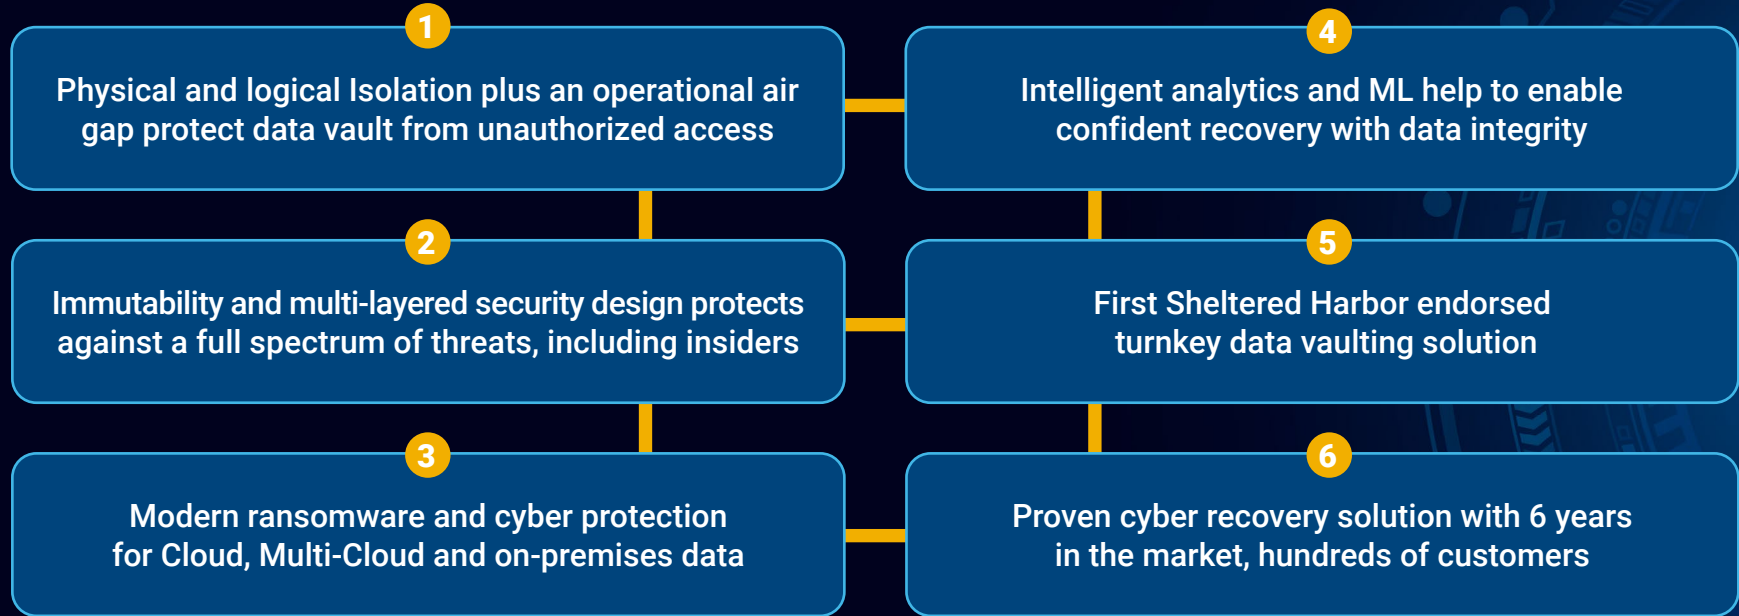 1
Physical and logical Isolation plus an operational air
gap protect data vault from unauthorized access
2
Immutability and multi-layered security design protects
against a full spectrum of threats, including insiders
3
Modern ransomware and cyber protection
for Cloud, Multi-Cloud and on-premises data
4
Intelligent analytics and ML help to enable
confident recovery with data integrity
5
First Sheltered Harbor endorsed
turnkey data vaulting solution
6
Proven cyber recovery solution with 6 years
in the market, hundreds of customers